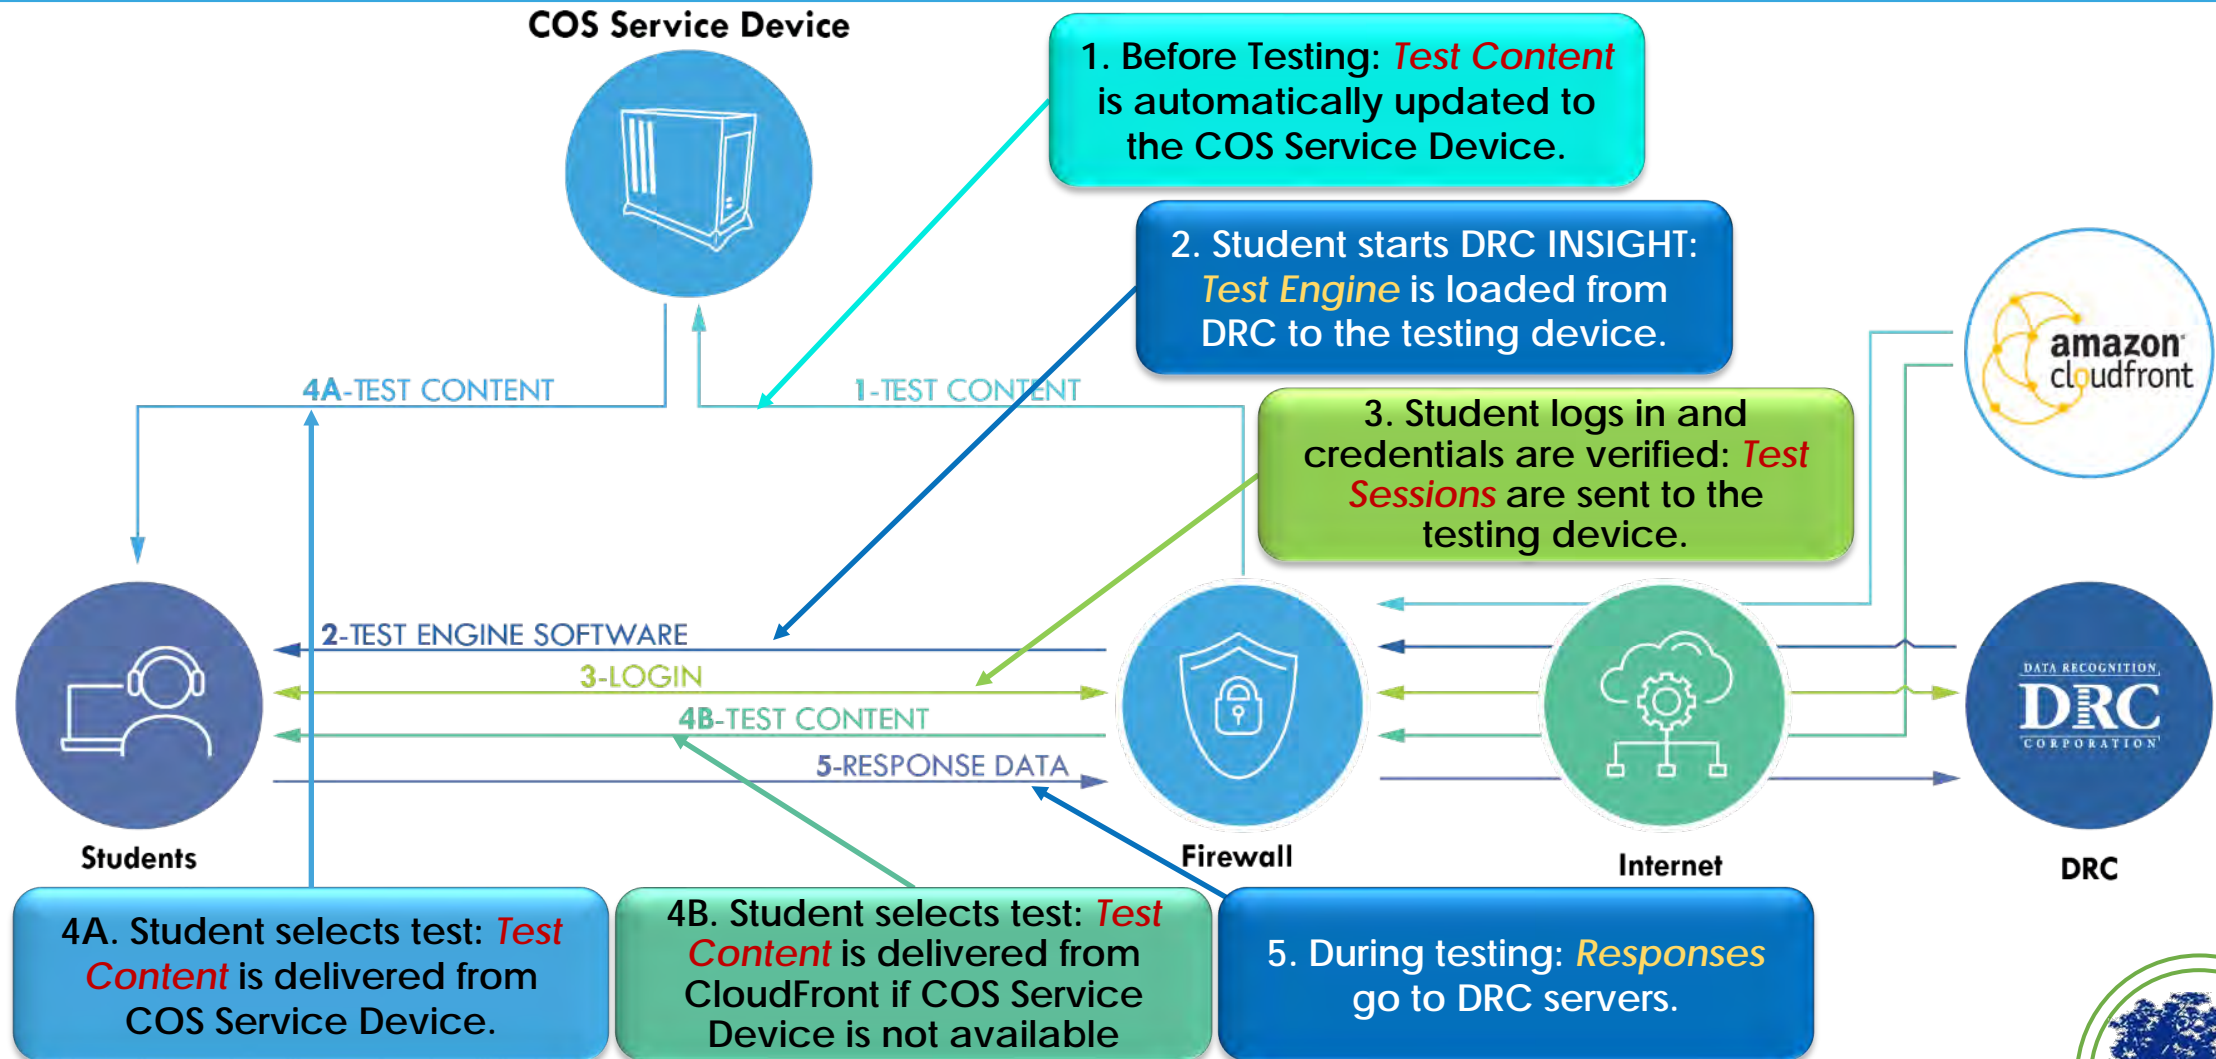 COS Service Device
1. Before Testing: Test Content
is automatically updated to
the COS Service Device.
2. Student starts DRC INSIGHT:
Test Engine is loaded from
DRC to the testing device.
amazon
cloudfront
4A-TEST CONTENT
1-TEST CONTENT
3. Student logs in and
credentials are verified: Test
Sessions are sent to the
testing device.
2-TEST ENGINE SOFTWARE
3-LOGIN
4B-TEST CONTENT
5-RESPONSE DATA
DATA RECOGNITION
DRC
CORPORATION
Students
Firewall
Internet
DRC
4A. Student selects test: Test
Content is delivered from
COS Service Device.
4B. Student selects test: Test
Content is delivered from
CloudFront if COS Service
Device is not available
5. During testing: Responses
go to DRC servers.